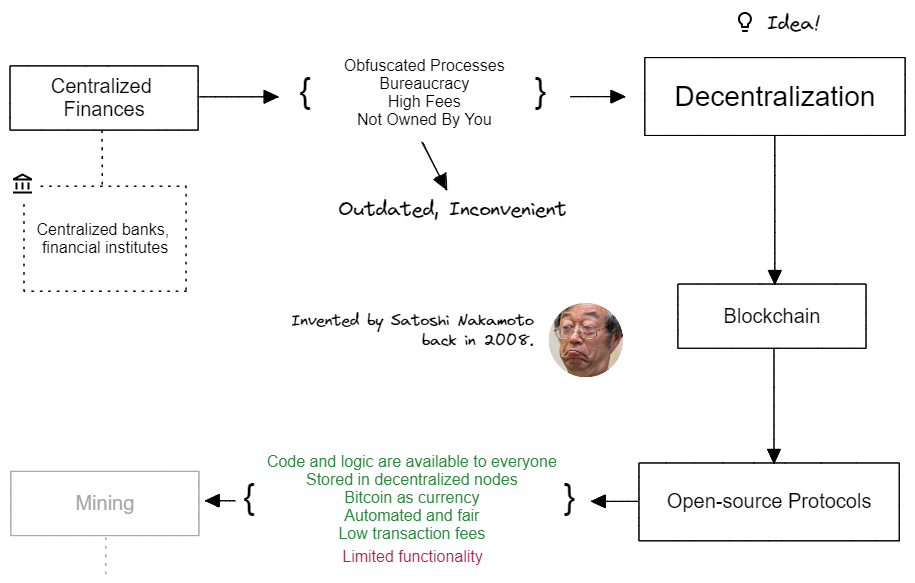 Idea!
Centralized
Finances
Obfuscated Processes
Bureaucracy
High Fees
Not Owned By You
Decentralization
Outdated, Inconvenient
Centralized banks,
financial institutes
Invented by Satoshi Nakamoto
back in 2008.
Blockchain
Open-source Protocols
Code and logic are available to everyone
Stored in decentralized nodes
Bitcoin as currency
Automated and fair
Low transaction fees
Limited functionality
Mining